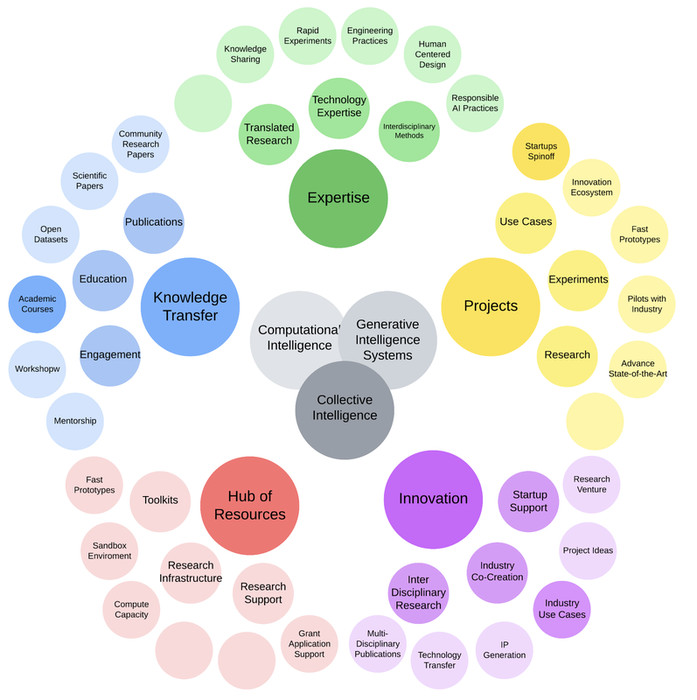 Knowledge
Sharing
Rapid
Experiments
Engineering
Practices
Human
Centered
Design
Responsible
AI Practices
Translated
Research
Technology
Expertise
Interdisciplinary
Methods
Expertise
Community
Research
Papers
Scientific
Papers
Open
Datasets
Academic
Courses
Workshopw
Mentorship
Publications
Education
Engagement
Knowledge
Transfer
Startups
Spinoff
Innovation
Ecosystem
Fast
Prototypes
Pilots with
Industry
Advance
State-of-the-Art
Use Cases
Experiments
Research
Projects
Computational
Intelligence
Generative
Intelligence
Systems
Collective
Intelligence
Fast
Prototypes
Sandbox
Enviroment
Compute
Capacity
Grant
Application
Support
Toolkits
Research
Infrastructure
Research
Support
Hub of
Resources
Innovation
Startup
Support
Industry
Co-Creation
Inter
Disciplinary
Research
Research
Venture
Project Ideas
Industry
Use Cases
IP
Generation
Technology
Transfer
Multi-
Disciplinary
Publications